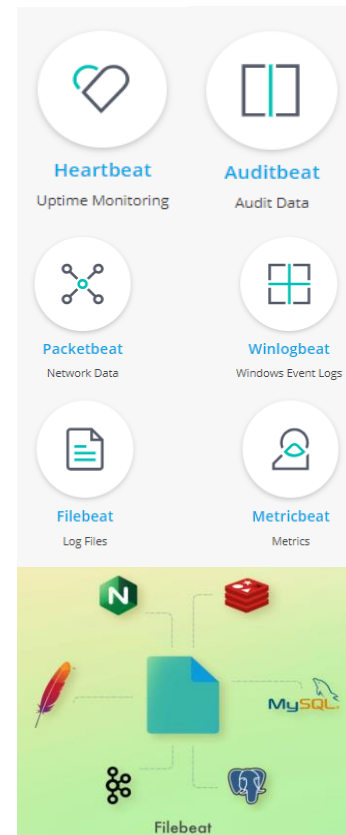 Heartbeat
Auditbeat
Uptime Monitoring
Audit Data
Packetbeat
Winlogbeat
Network Data
Windows Event Logs
Filebeat
Metricbeat
Log Files
Metrics
N
MySQL
Filebeat